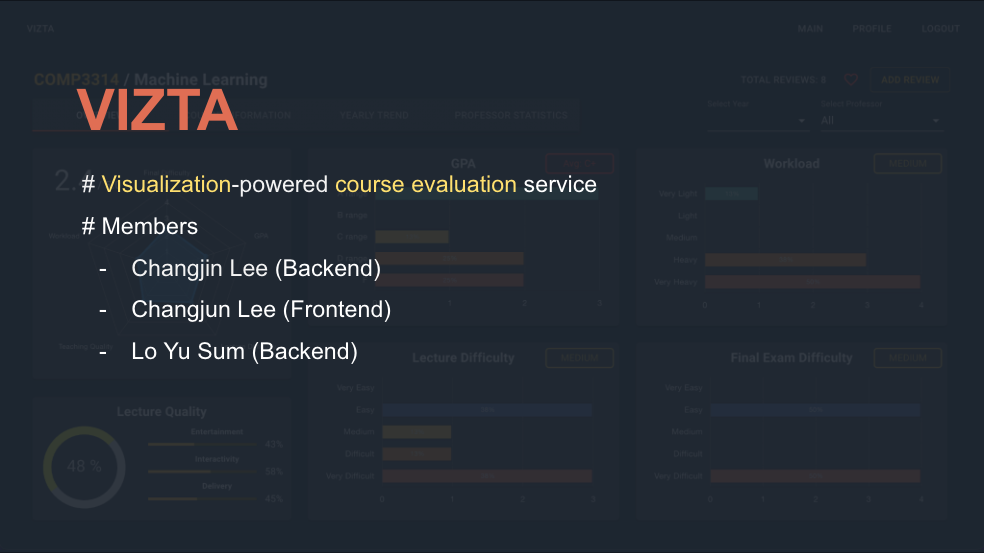 VIZTA
MAIN PROFILE LOGOUT
COMP3314 / Machine Learning
TOTAL REVIEWS: 8 ADD REVIEW
VIZTA
YEARLY TREND PROFESSOR STATISTICS
Select Year Select Professor
All
# Visualization-powered course evaluation service
# Members
- Changjin Lee (Backend)
- Changjun Lee (Frontend)
- Lo Yu Sum (Backend)
GPA
B range
C range
1 2 3
Workload MEDIUM
Very Light
Light
Medium
Heavy
Very Heavy
0 1 2 3 4
Lecture Quality
48 %
Entertainment 43%
Interactivity
Delivery 45%
Lecture Difficulty MEDIUM
Very Easy
Easy
Medium
Difficult
Very Difficult
0 1 2 3
Final Exam Difficulty MEDIUM
Very Easy
Easy
Medium
Difficult
Very Difficult
0 1 2 3 4